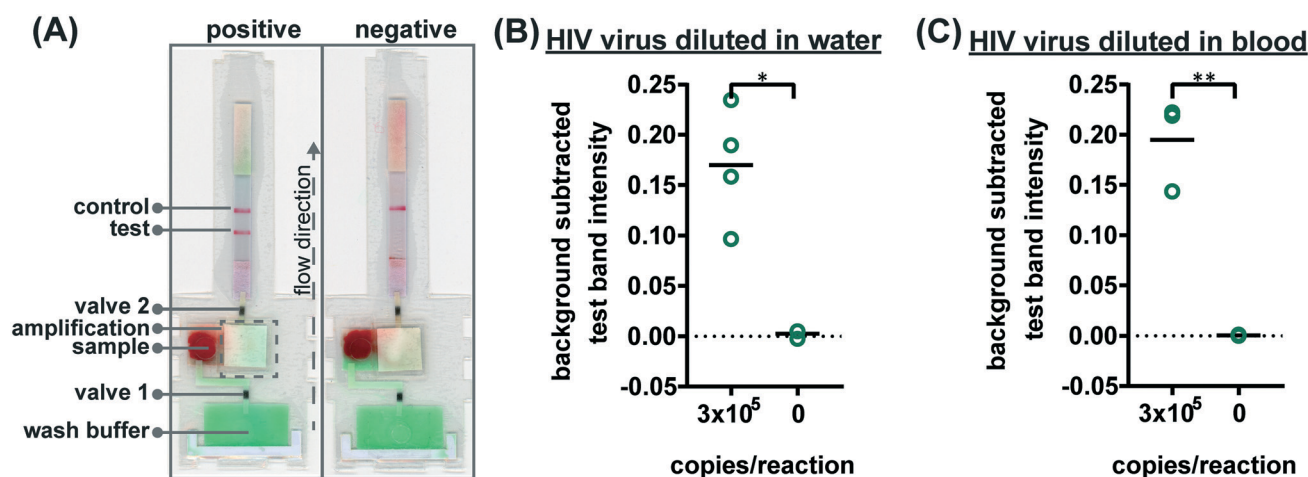 (A)
positive negative
control
test
flow direction
valve 2
amplification
sample
valve 1
wash buffer
(B) HIV virus diluted in water
background subtracted
test band intensity
0.25
0.20
0.15
0.10
0.05
0.00
-0.05
*
3x10⁵ 0
copies/reaction
(C) HIV virus diluted in blood
background subtracted
test band intensity
0.25
0.20
0.15
0.10
0.05
0.00
-0.05
**
3x10⁵ 0
copies/reaction